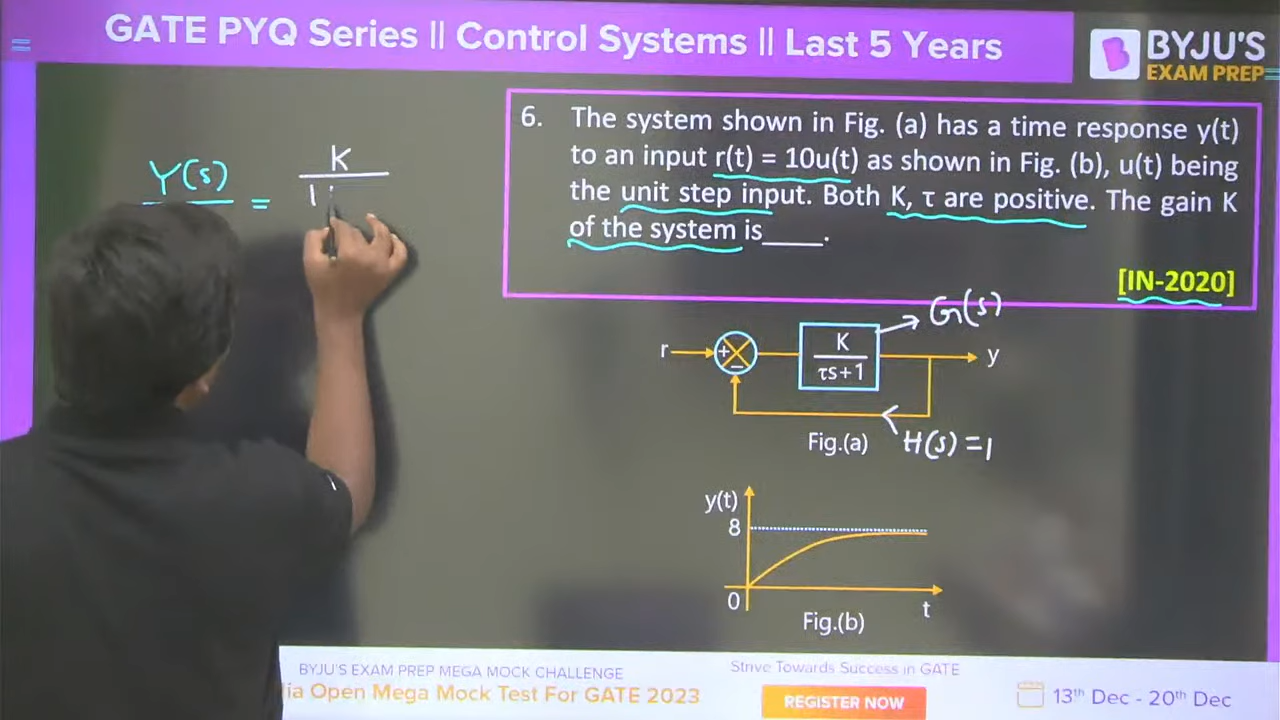 GATE PYQ Series || Control Systems || Last 5 Years
BYJU'S
EXAM PREP
6. The system shown in Fig. (a) has a time response y(t)
to an input r(t) = 10u(t) as shown in Fig. (b), u(t) being
the unit step input. Both K, τ are positive. The gain K
of the system is____.
[IN-2020]
Y(s) = K
1
G(s)
r + − K y
τs+1
Fig.(a) H(s) = 1
y(t)
8
0 t
Fig.(b)
BYJU'S EXAM PREP MEGA MOCK CHALLENGE
Open Mega Mock Test For GATE 2023
Strive Towards Success in GATE
REGISTER NOW
13th Dec - 20th Dec